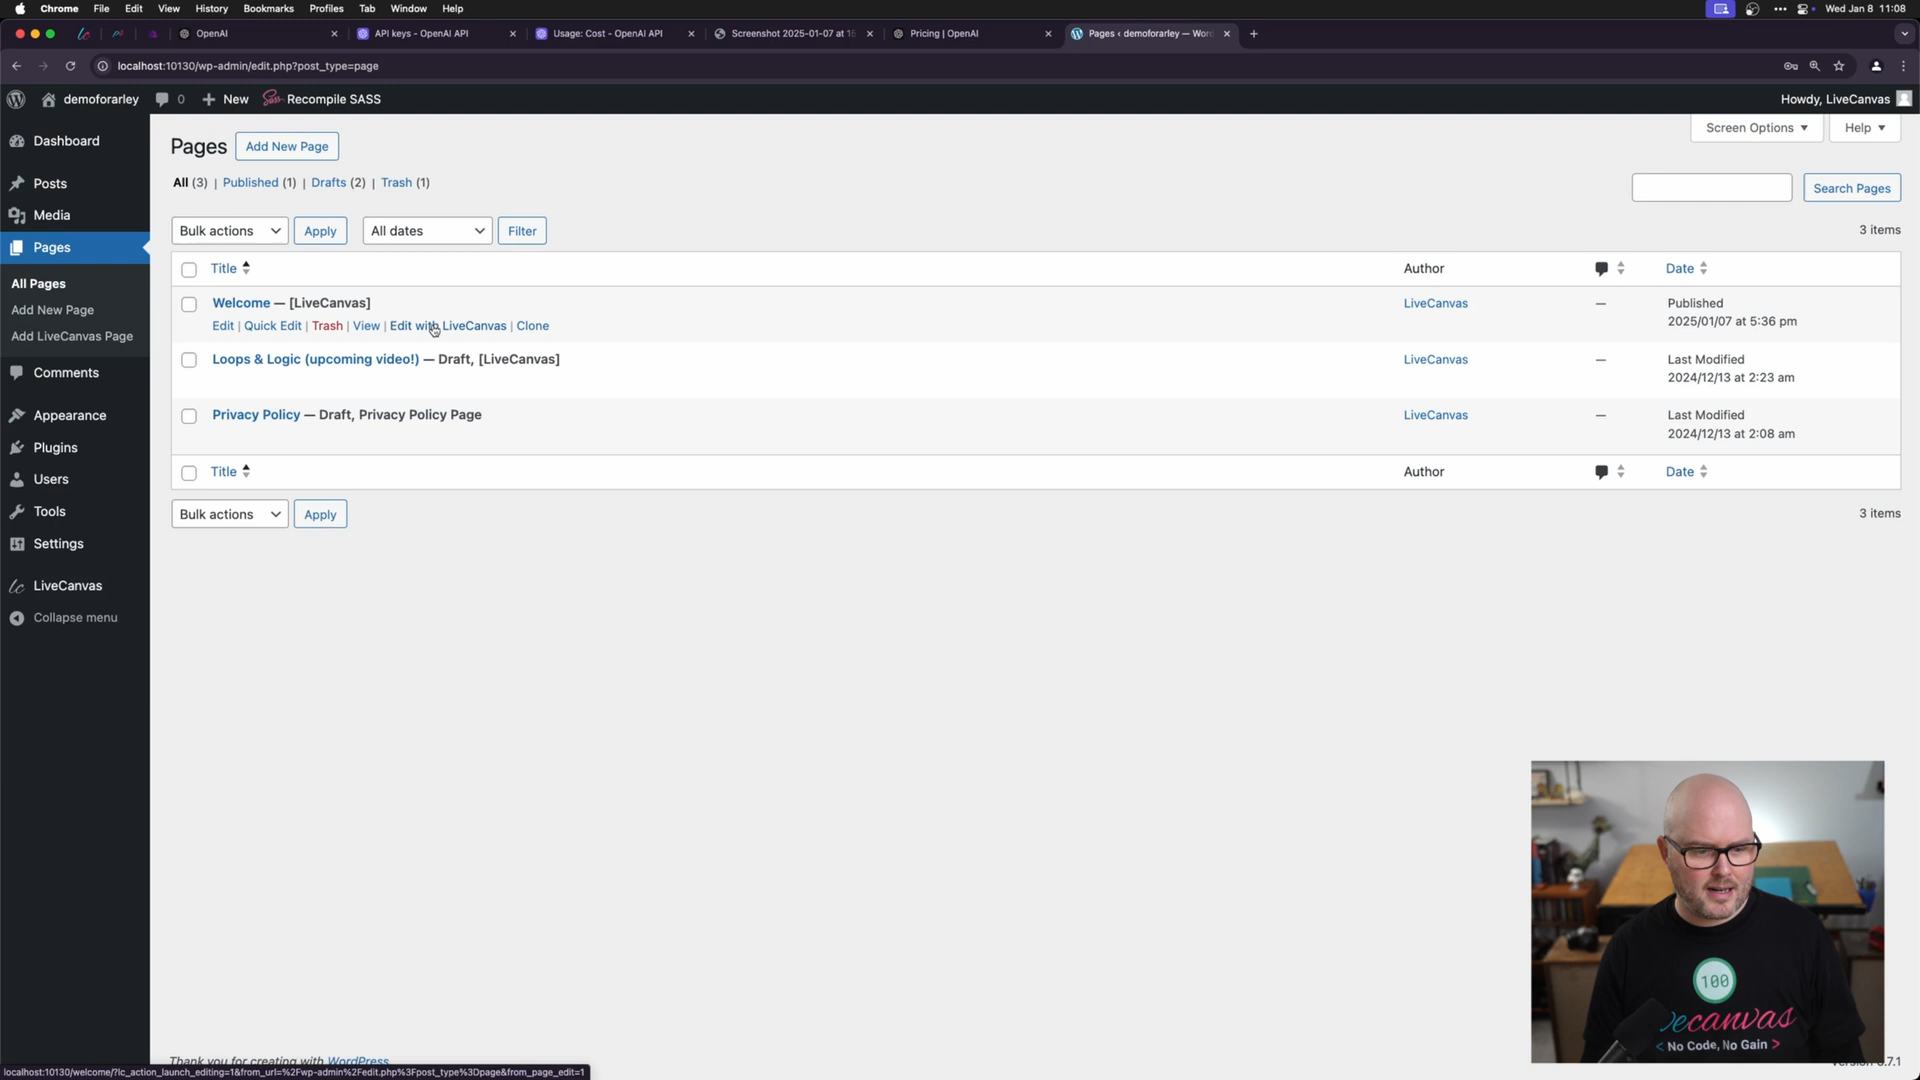 Chrome File Edit View History Bookmarks Profiles Tab Window Help Wed Jan 8 11:08
OpenAI API keys - OpenAI API Usage: Cost - OpenAI API Screenshot 2025-01-07 at 1 Pricing | OpenAI Pages ‹ demoforarley — Wor
localhost:10130/wp-admin/edit.php?post_type=page
demoforarley 0 New Recompile SASS Howdy, LiveCanvas
Screen Options Help
Dashboard
Posts
Media
Pages
All Pages
Add New Page
Add LiveCanvas Page
Comments
Appearance
Plugins
Users
Tools
Settings
LiveCanvas
Collapse menu
Pages Add New Page
All (3) | Published (1) | Drafts (2) | Trash (1)
Search Pages
Bulk actions Apply All dates Filter 3 items
Title Author Date
Welcome — [LiveCanvas] LiveCanvas — Published
Edit | Quick Edit | Trash | View | Edit with LiveCanvas | Clone 2025/01/07 at 5:36 pm
Loops & Logic (upcoming video!) — Draft, [LiveCanvas] LiveCanvas — Last Modified
2024/12/13 at 2:23 am
Privacy Policy — Draft, Privacy Policy Page LiveCanvas — Last Modified
2024/12/13 at 2:08 am
Title Author Date
Bulk actions Apply 3 items
100
ecanvas
< No Code, No Gain >
Thank you for creating with WordPress
localhost:10130/welcome/?lc_action_launch_editing=1&from_url=%2Fwp-admin%2Fedit.php%3Fpost_type%3Dpage&from_page_edit=1